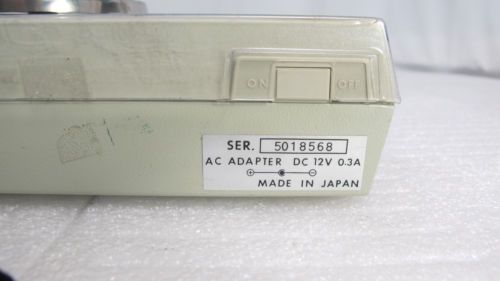 ON OFF
SER. 5018568
AC ADAPTER DC 12V 0.3A
MADE IN JAPAN